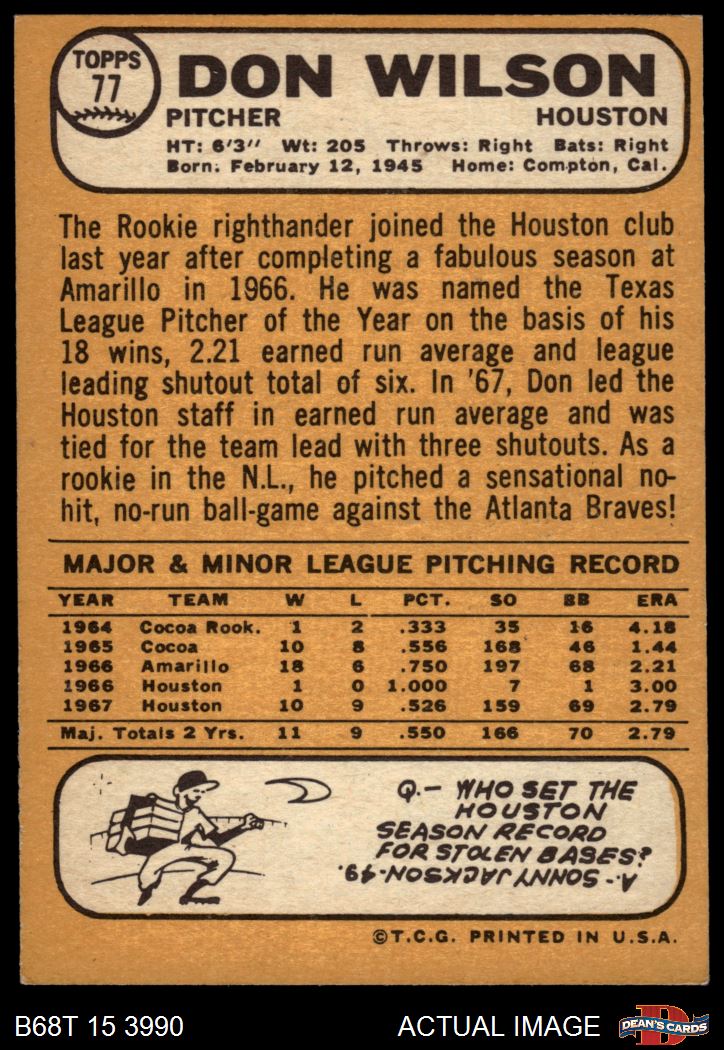 TOPPS
77
DON WILSON
PITCHER HOUSTON
HT: 6'3" Wt: 205 Throws: Right Bats: Right
Born: February 12, 1945 Home: Compton, Cal.
The Rookie righthander joined the Houston club
last year after completing a fabulous season at
Amarillo in 1966. He was named the Texas
League Pitcher of the Year on the basis of his
18 wins, 2.21 earned run average and league
leading shutout total of six. In '67, Don led the
Houston staff in earned run average and was
tied for the team lead with three shutouts. As a
rookie in the N.L., he pitched a sensational no-
hit, no-run ball-game against the Atlanta Braves!
MAJOR & MINOR LEAGUE PITCHING RECORD
YEAR TEAM W L PCT. SO BB ERA
1964 Cocoa Rook. 1 2 .333 35 16 4.18
1965 Cocoa 10 8 .556 168 46 1.44
1966 Amarillo 18 6 .750 197 68 2.21
1966 Houston 1 0 1.000 7 1 3.00
1967 Houston 10 9 .526 159 69 2.79
Maj. Totals 2 Yrs. 11 9 .550 166 70 2.79
Q.- WHO SET THE
HOUSTON
SEASON RECORD
FOR STOLEN BASES?
A.- SONNY JACKSON-49.
©T.C.G. PRINTED IN U.S.A.
B68T 15 3990 ACTUAL IMAGE
D
DEAN'S CARDS